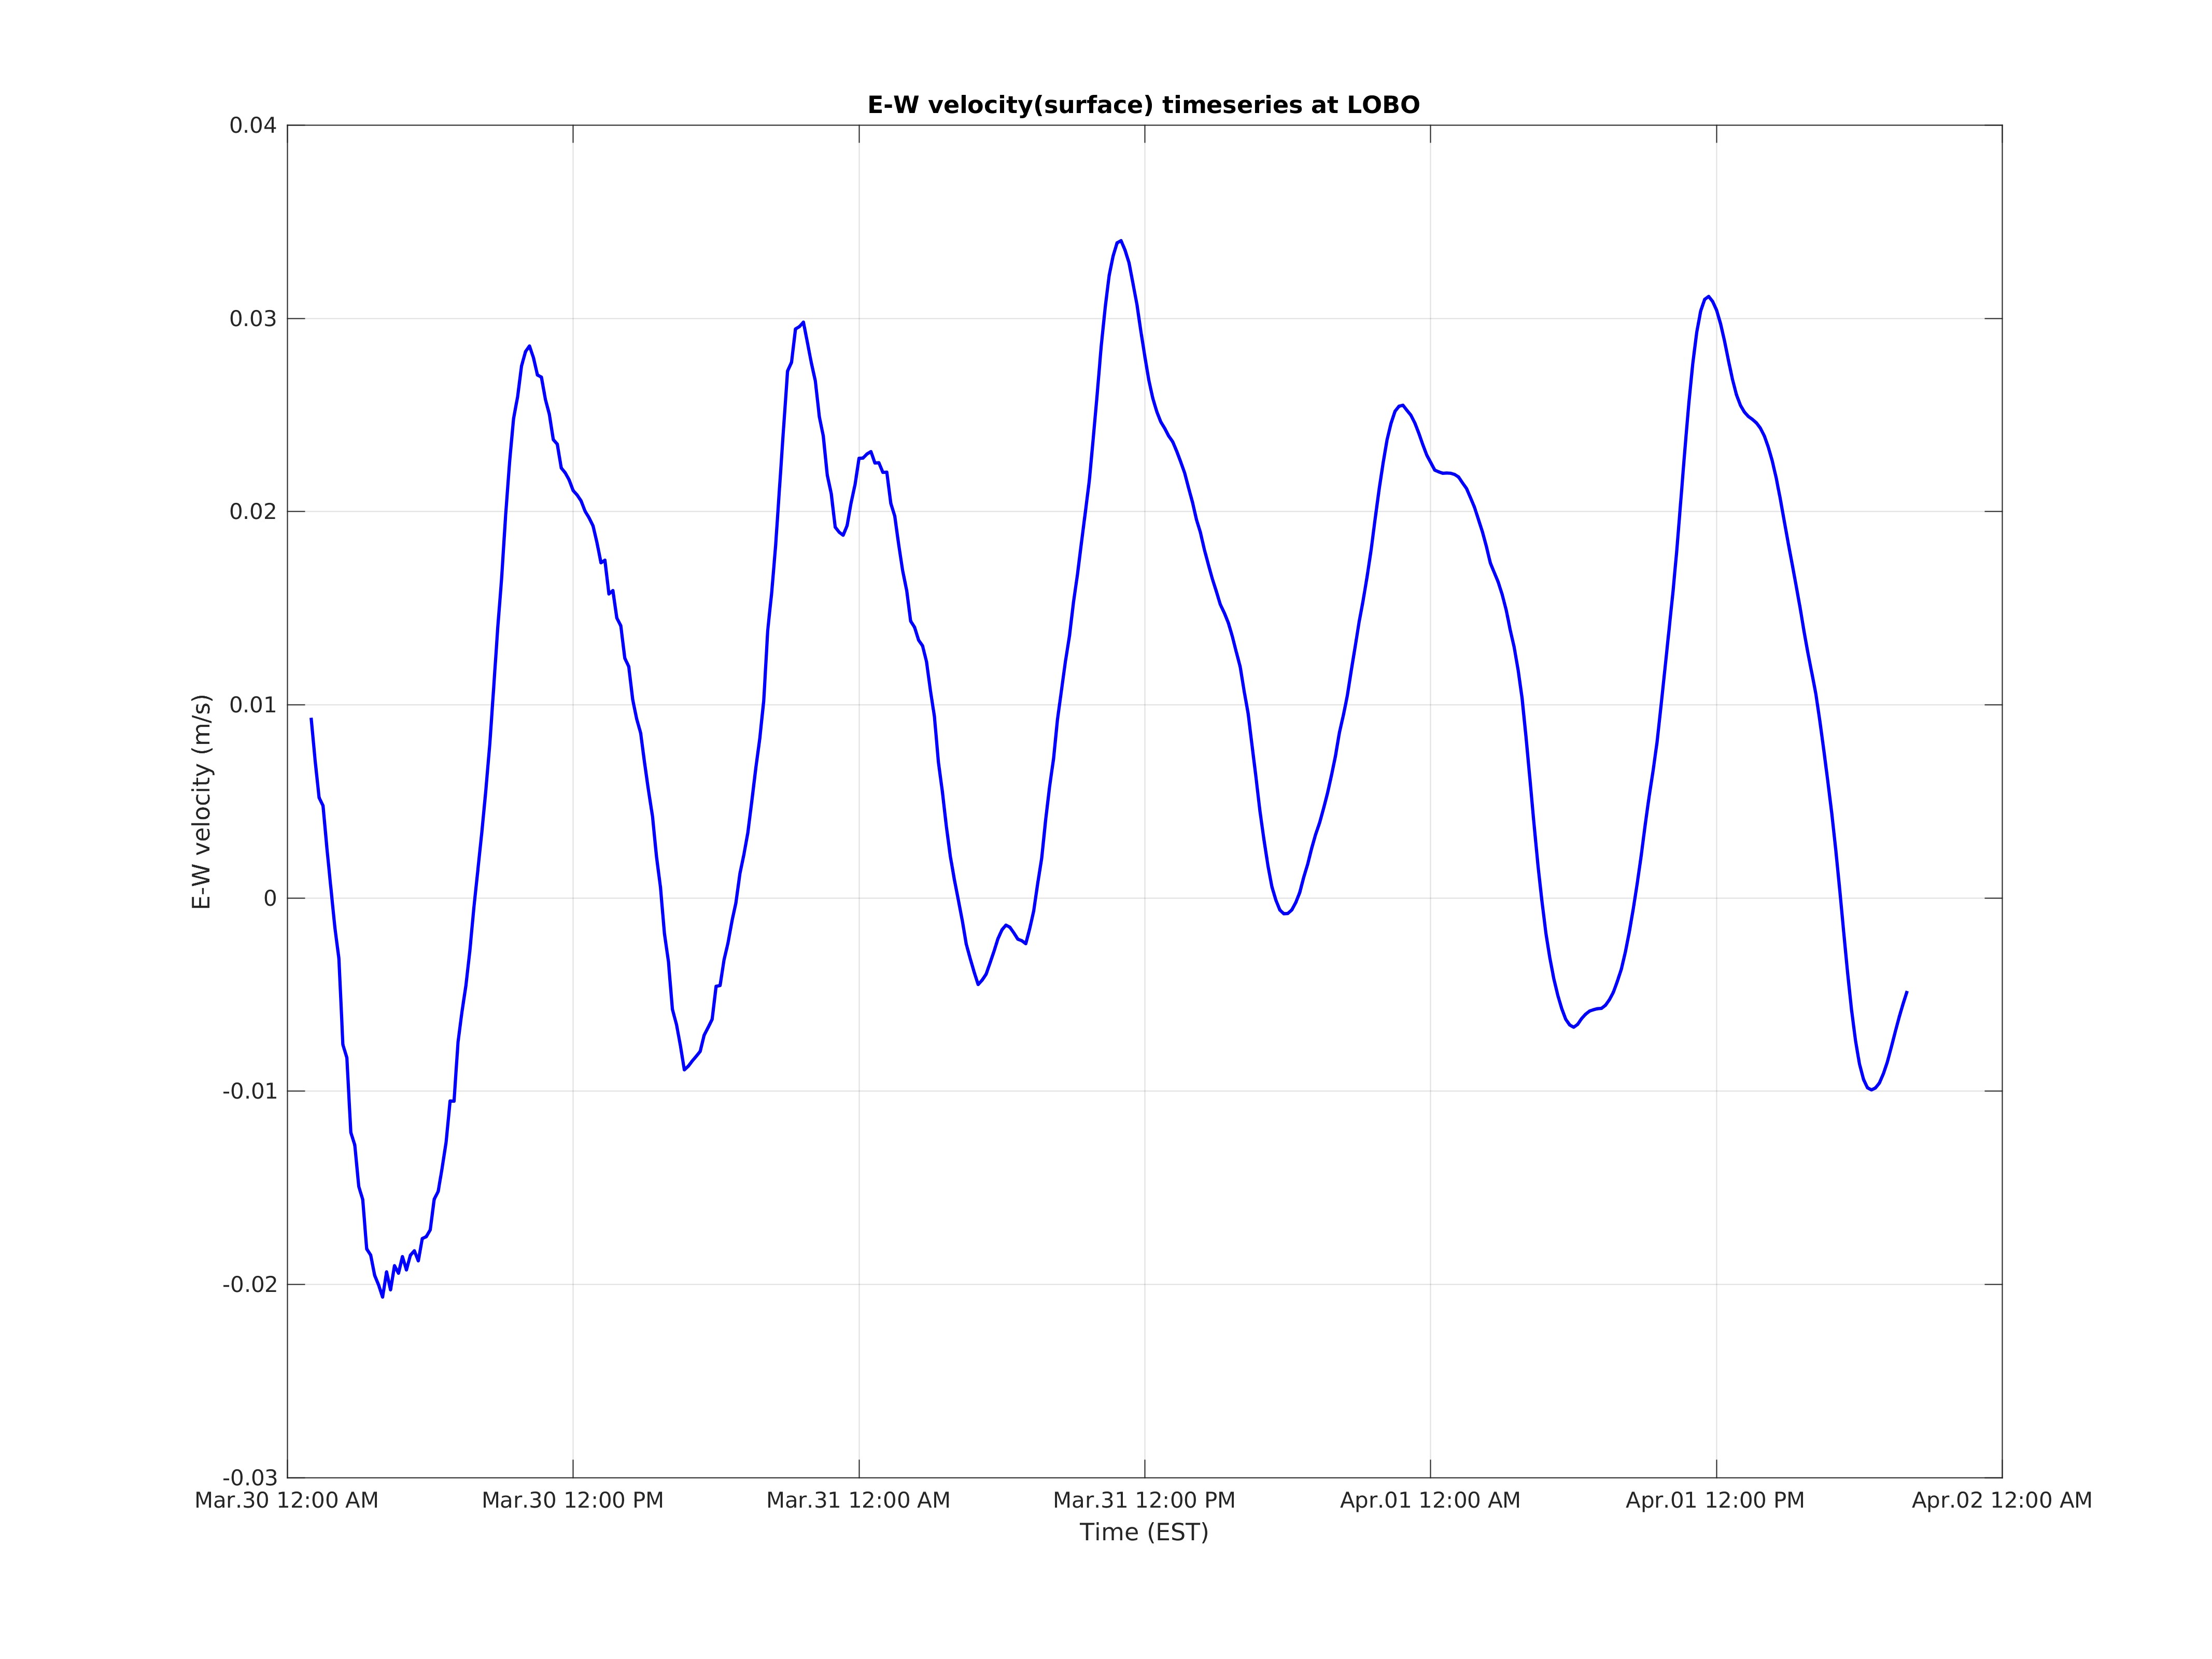 E-W velocity(surface) timeseries at LOBO
0.04
0.03
0.02
0.01
0
-0.01
-0.02
-0.03
E-W velocity (m/s)
Mar.30 12:00 AM Mar.30 12:00 PM Mar.31 12:00 AM Mar.31 12:00 PM Apr.01 12:00 AM Apr.01 12:00 PM Apr.02 12:00 AM
Time (EST)